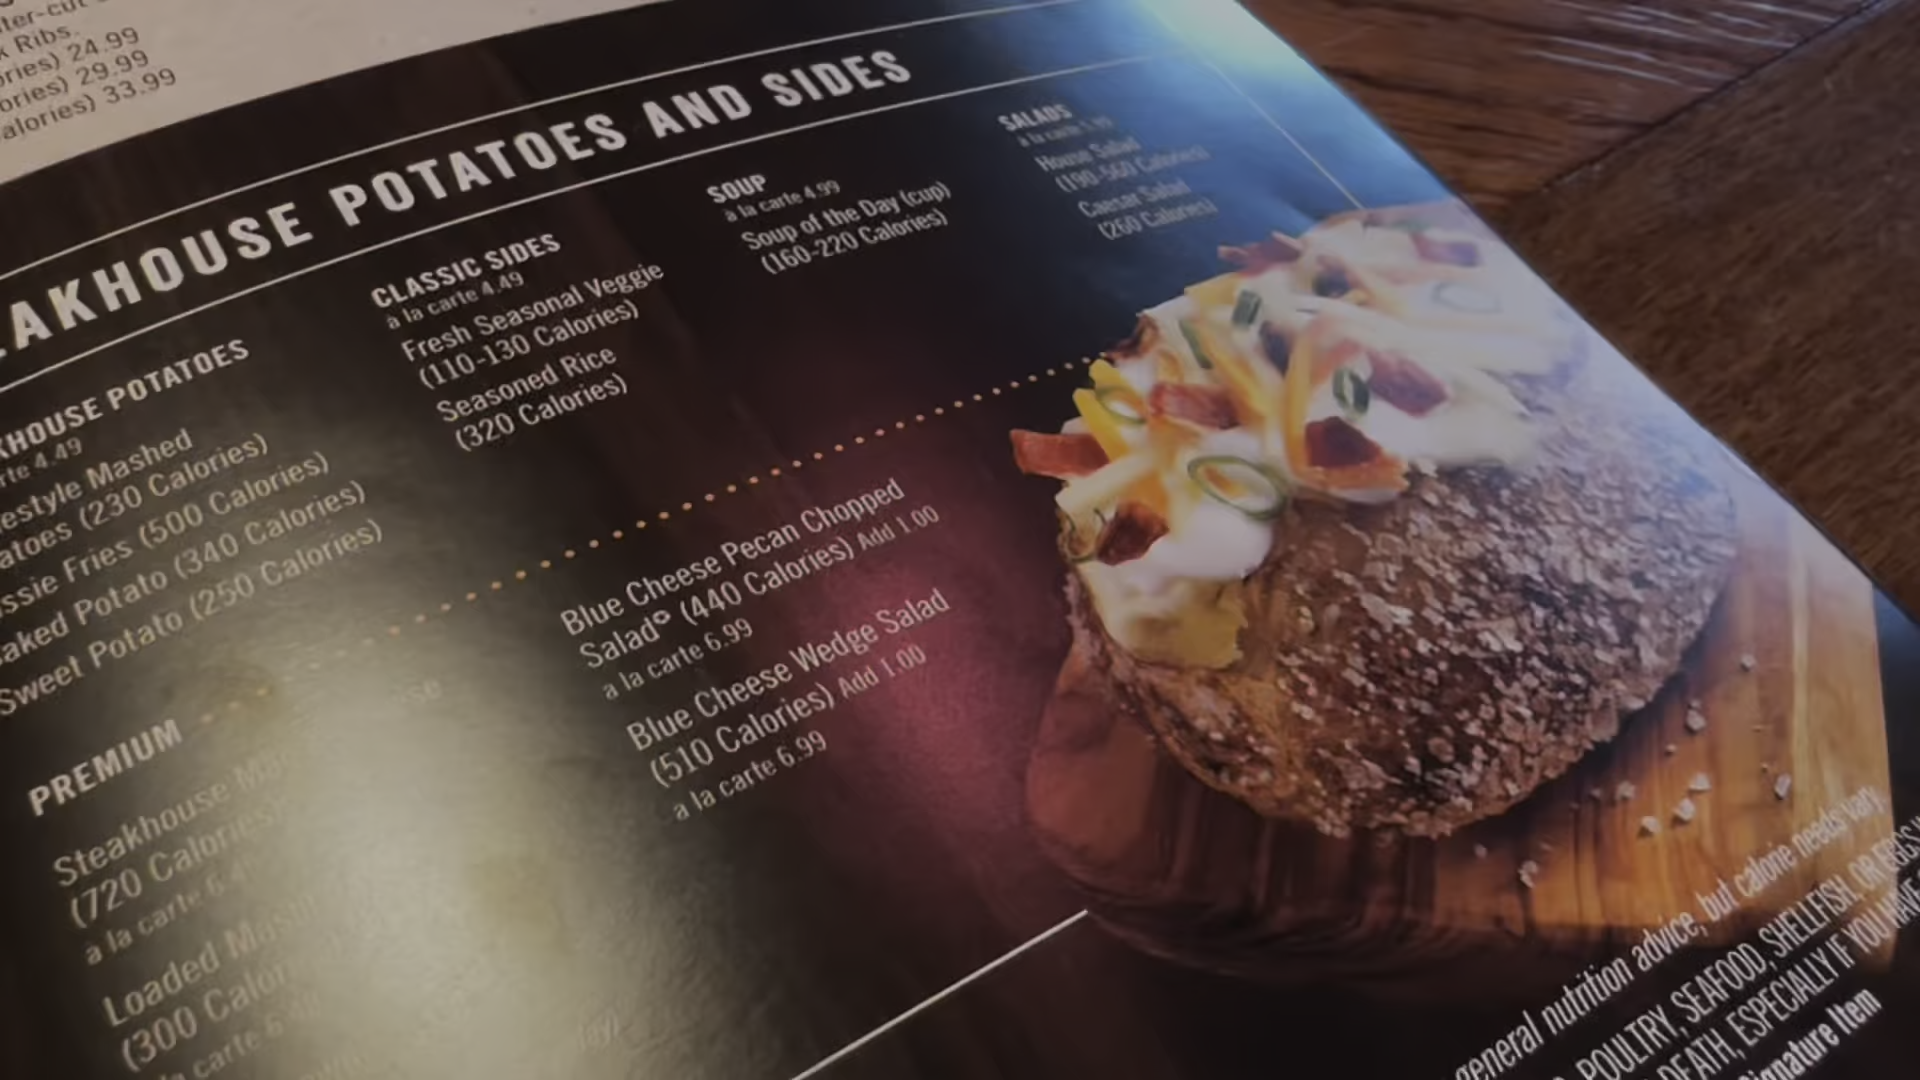 ter-cut
Ribs.
ories) 24.99
ories) 29.99
alories) 33.99
AKHOUSE POTATOES AND SIDES
KHOUSE POTATOES
rte 4.49
estyle Mashed
atoes (230 Calories)
ssie Fries (500 Calories)
aked Potato (340 Calories)
Sweet Potato (250 Calories)
CLASSIC SIDES
à la carte 4.49
Fresh Seasonal Veggie
(110-130 Calories)
Seasoned Rice
(320 Calories)
SOUP
à la carte 4.99
Soup of the Day (cup)
(160-220 Calories)
SALADS
à la carte
House Salad
(190-560 Calories)
Caesar Salad
(260 Calories)
PREMIUM
Steakhouse
(720 Calories)
à la carte
Loaded
(300
carte
Blue Cheese Pecan Chopped
Salad® (440 Calories) Add 1.00
a la carte 6.99
Blue Cheese Wedge Salad
(510 Calories) Add 1.00
a la carte 6.99
general nutrition advice, but calorie needs vary.
POULTRY, SEAFOOD, SHELLFISH, OR EGGS
DEATH, ESPECIALLY IF YOU HAVE
Signature Item